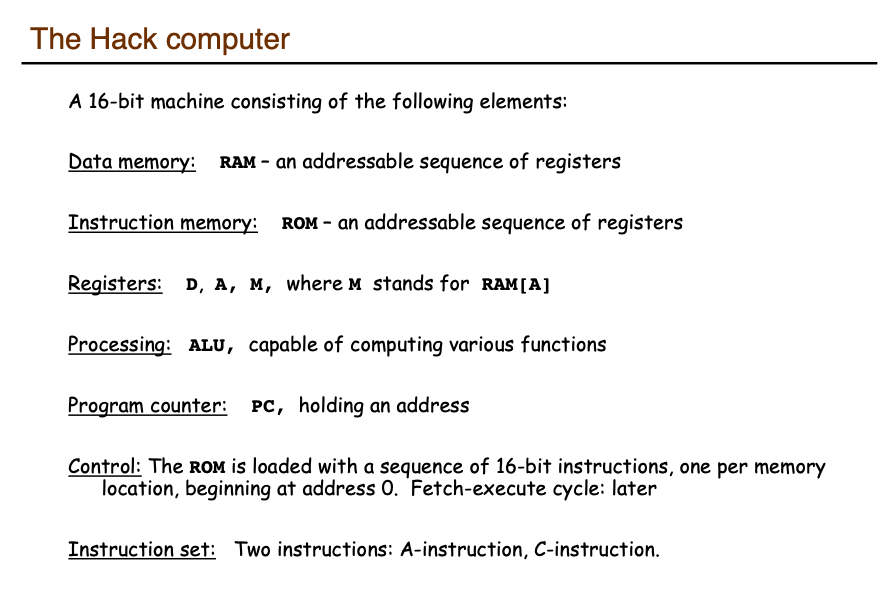 The Hack computer
A 16-bit machine consisting of the following elements:
Data memory: RAM – an addressable sequence of registers
Instruction memory: ROM – an addressable sequence of registers
Registers: D, A, M, where M stands for RAM[A]
Processing: ALU, capable of computing various functions
Program counter: PC, holding an address
Control: The ROM is loaded with a sequence of 16-bit instructions, one per memory
location, beginning at address 0. Fetch-execute cycle: later
Instruction set: Two instructions: A-instruction, C-instruction.